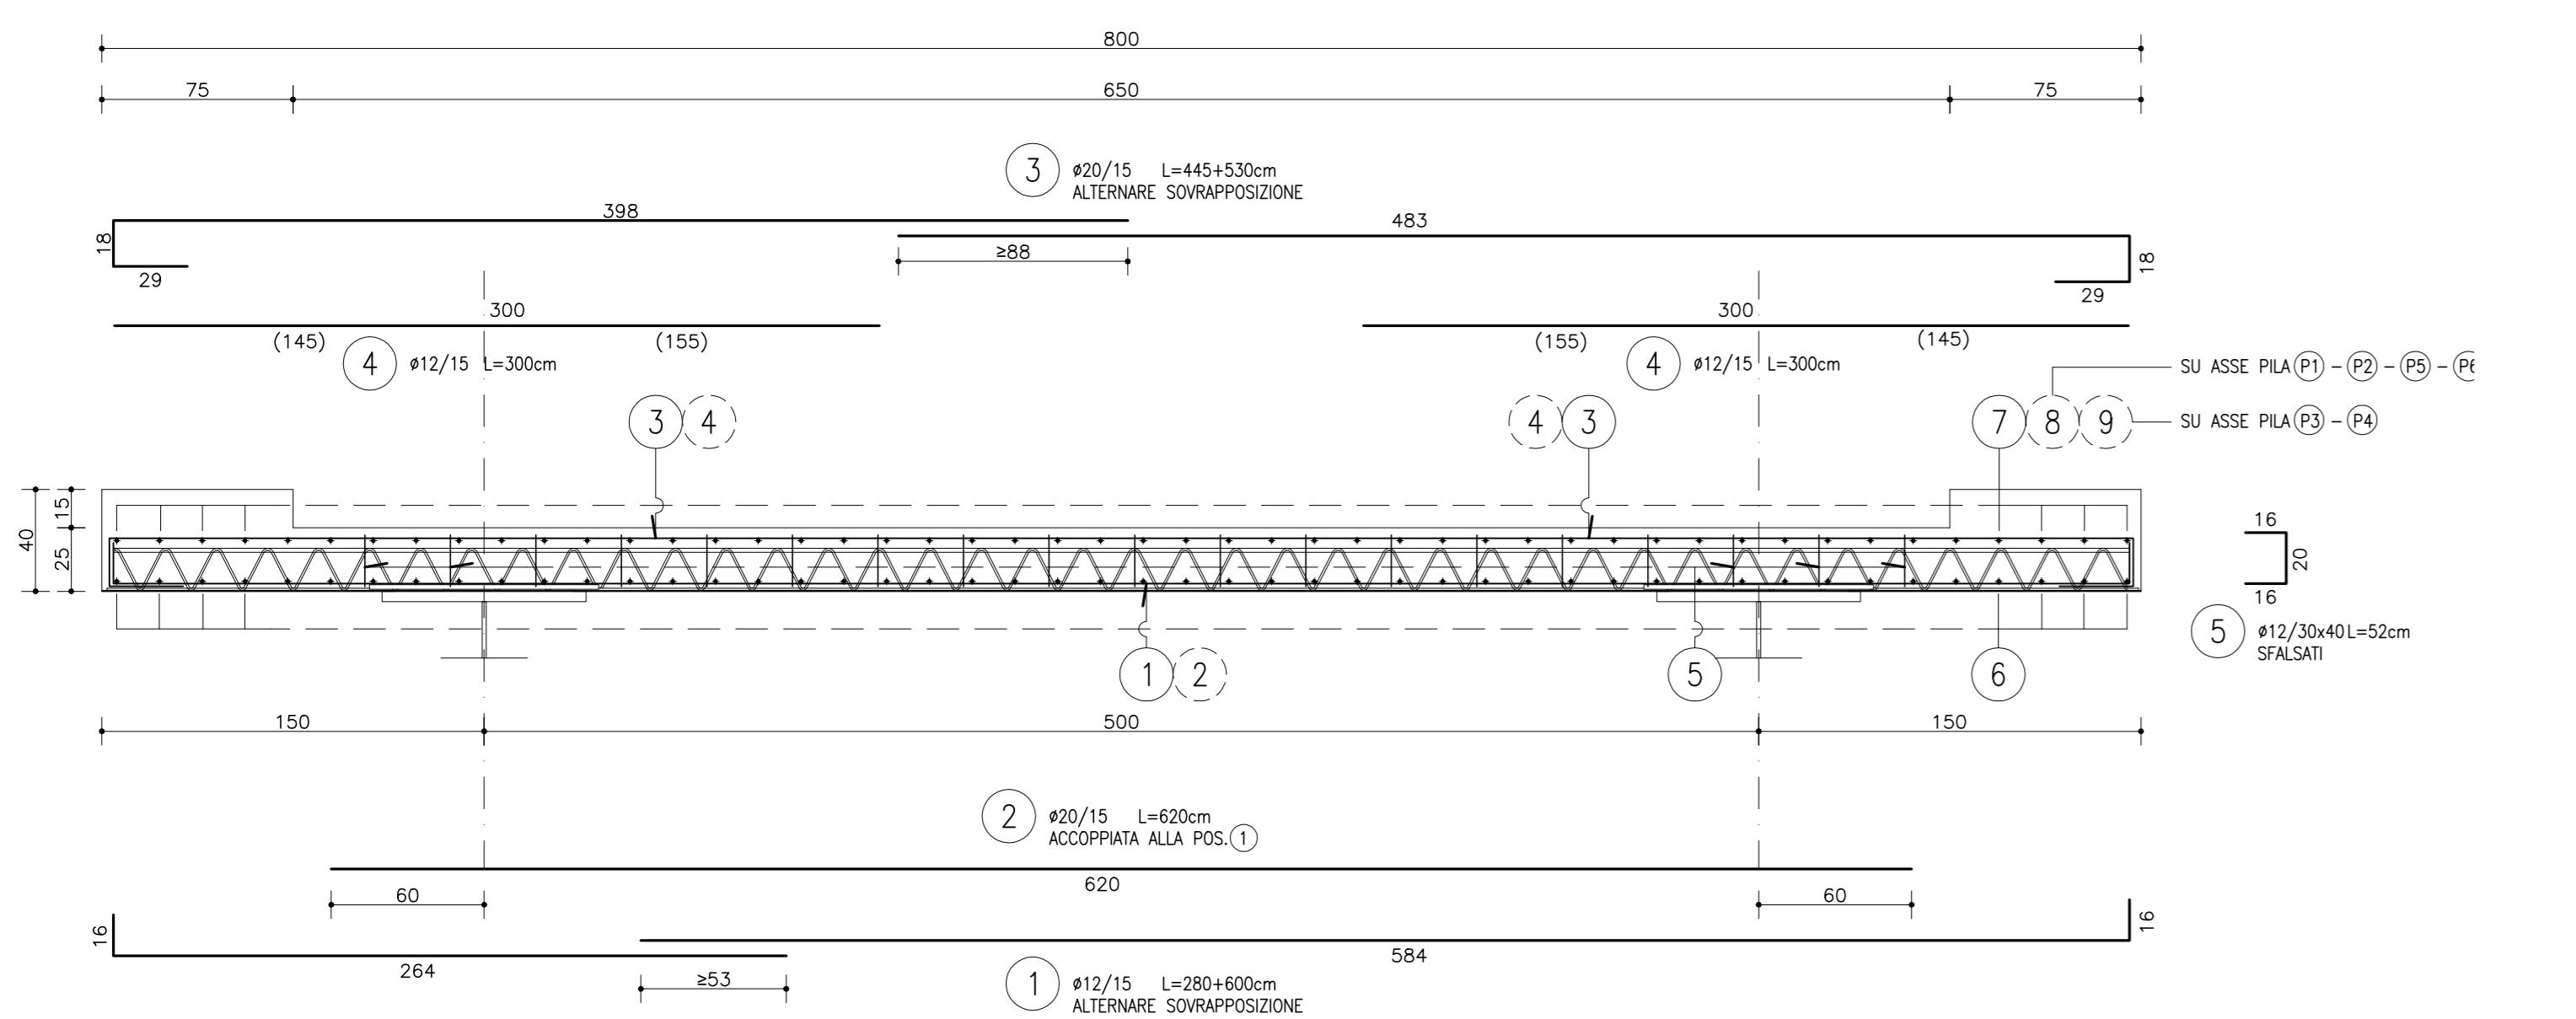 800
75 650 75
3 ø20/15 L=445+530cm
ALTERNARE SOVRAPPOSIZIONE
398
483
18
29
≥88
18
29
300
(145) (155)
4 ø12/15 L=300cm
300
(155) (145)
4 ø12/15 L=300cm
SU ASSE PILA P1 - P2 - P5 - P6
3 4
4 3
7 8 9
SU ASSE PILA P3 - P4
40
15
25
16
20
16
5 ø12/30x40 L=52cm
SFALSATI
1 2
5
6
150 500 150
2 ø20/15 L=620cm
ACCOPPIATA ALLA POS. 1
620
60
60
16
264
584
16
≥53
1 ø12/15 L=280+600cm
ALTERNARE SOVRAPPOSIZIONE